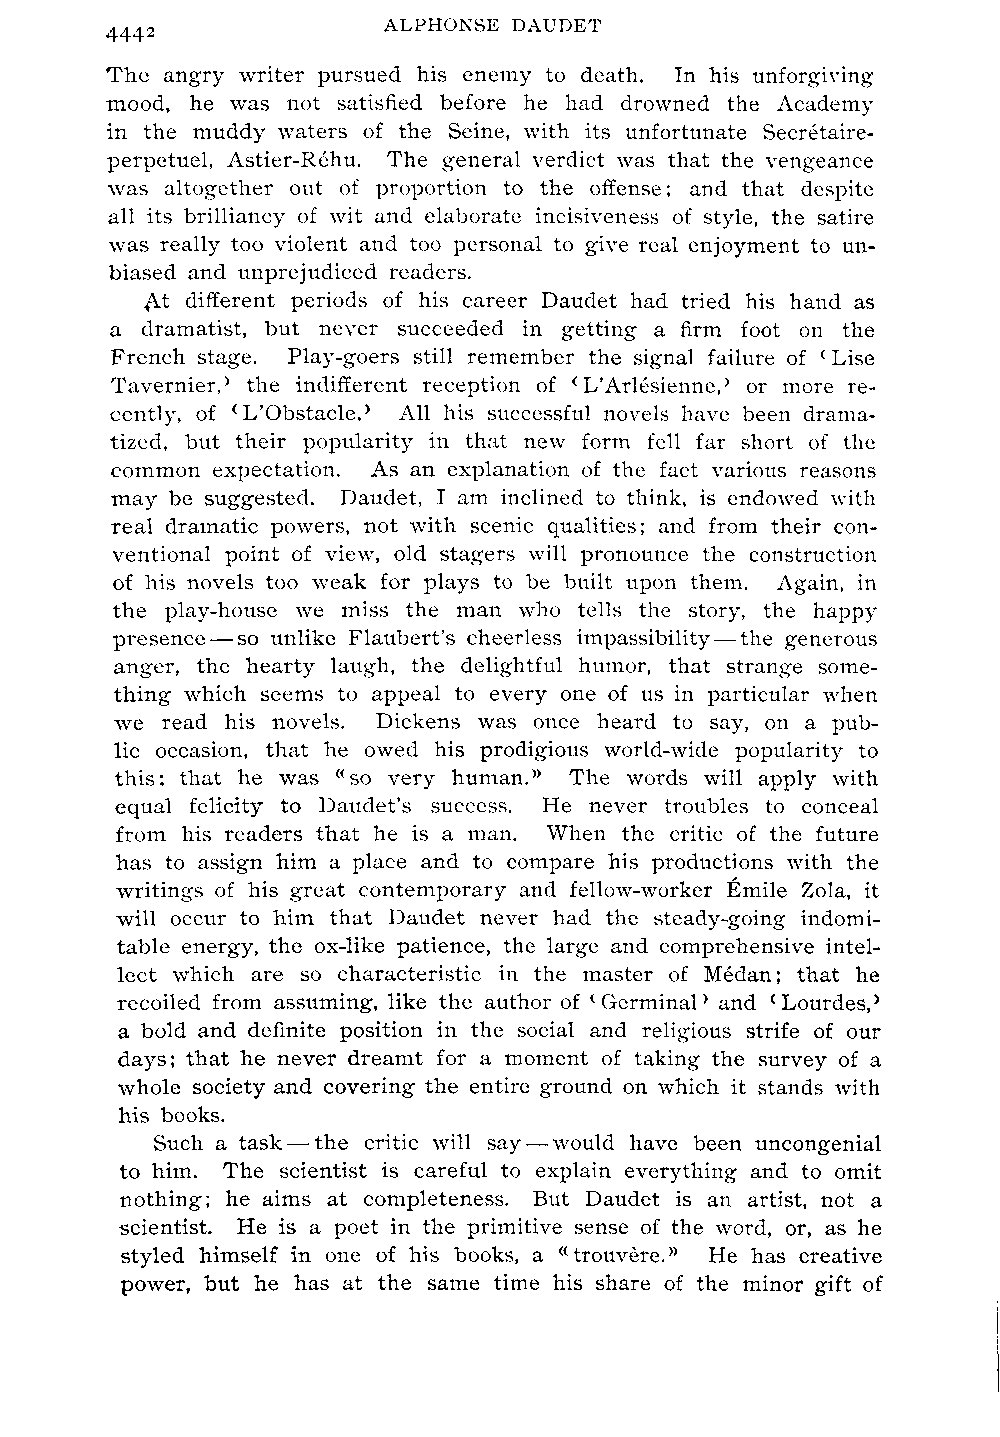 4442
ALPHONSE DAUDET
The angry writer pursued his enemy to death. In his unforgiving
mood, he was not satisfied before he had drowned the Academy
in the muddy waters of the Seine, with its unfortunate Secrétaire-
perpetuel, Astier-Réhu. The general verdict was that the vengeance
was altogether out of proportion to the offense; and that despite
all its brilliancy of wit and elaborate incisiveness of style, the satire
was really too violent and too personal to give real enjoyment to un-
biased and unprejudiced readers.
At different periods of his career Daudet had tried his hand as
a dramatist, but never succeeded in getting a firm foot on the
French stage. Play-goers still remember the signal failure of ‘Lise
Tavernier,’ the indifferent reception of ‘L'Arlésienne,’ or more re-
cently, of ‘L'Obstacle.’ All his successful novels have been drama-
tized, but their popularity in that new form fell far short of the
common expectation. As an explanation of the fact various reasons
may be suggested. Daudet, I am inclined to think, is endowed with
real dramatic powers, not with scenic qualities; and from their con-
ventional point of view, old stagers will pronounce the construction
of his novels too weak for plays to be built upon them. Again, in
the play-house we miss the man who tells the story, the happy
presence—so unlike Flaubert's cheerless impassibility—the generous
anger, the hearty laugh, the delightful humor, that strange some-
thing which seems to appeal to every one of us in particular when
we read his novels. Dickens was once heard to say, on a pub-
lic occasion, that he owed his prodigious world-wide popularity to
this: that he was “so very human.” The words will apply with
equal felicity to Daudet's success. He never troubles to conceal
from his readers that he is a man. When the critic of the future
has to assign him a place and to compare his productions with the
writings of his great contemporary and fellow-worker Émile Zola, it
will occur to him that Daudet never had the steady-going indomi-
table energy, the ox-like patience, the large and comprehensive intel-
lect which are so characteristic in the master of Médan; that he
recoiled from assuming, like the author of ‘Germinal’ and ‘Lourdes,’
a bold and definite position in the social and religious strife of our
days; that he never dreamt for a moment of taking the survey of a
whole society and covering the entire ground on which it stands with
his books.
Such a task—the critic will say—would have been uncongenial
to him. The scientist is careful to explain everything and to omit
nothing; he aims at completeness. But Daudet is an artist, not a
scientist. He is a poet in the primitive sense of the word, or, as he
styled himself in one of his books, a “trouvère.” He has creative
power, but he has at the same time his share of the minor gift of